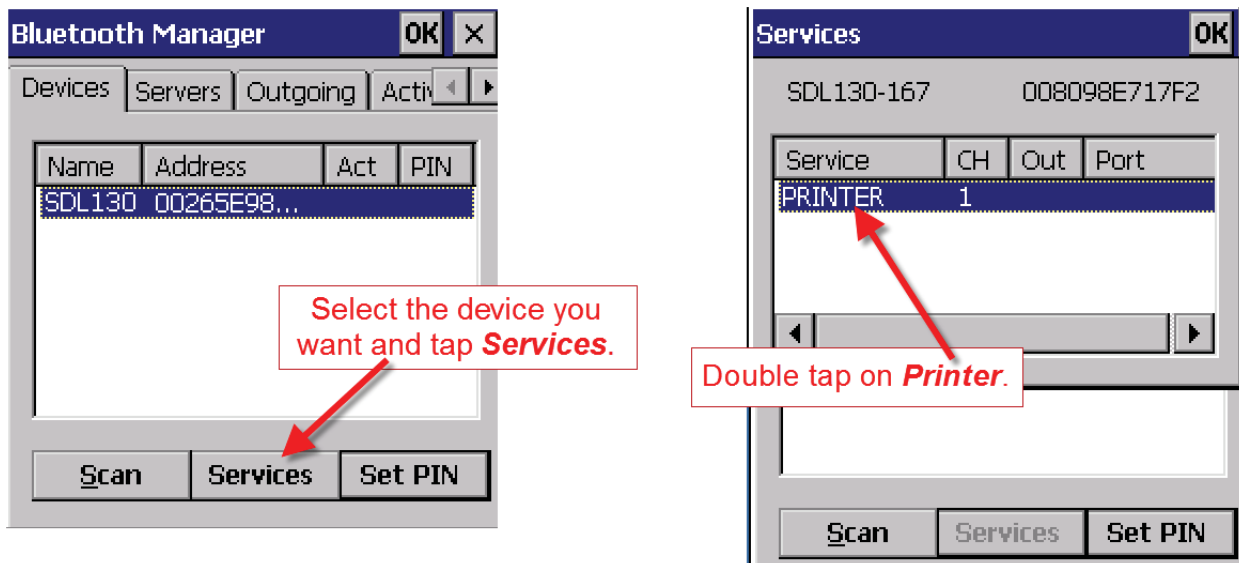 Bluetooth Manager OK ×
Devices Servers Outgoing Activ
Name Address Act PIN
SDL130 00265E98...
Select the device you
want and tap Services.
Scan Services Set PIN
Services OK
SDL130-167 008098E717F2
Service CH Out Port
PRINTER 1
Double tap on Printer.
Scan Services Set PIN